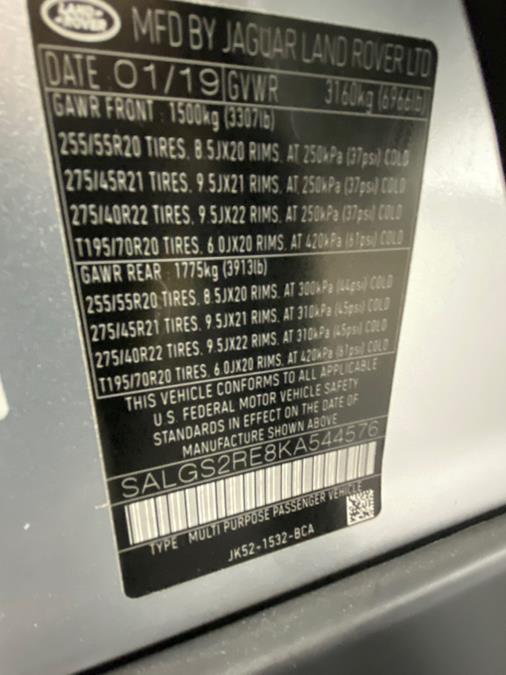 LAND
ROVER
MFD BY JAGUAR LAND ROVER LTD
DATE 01/19 GVWR 3160kg (6966lb)
GAWR FRONT : 1500kg (3307lb)
255/55R20 TIRES, 8.5JX20 RIMS, AT 250kPa (37psi) COLD
275/45R21 TIRES, 9.5JX21 RIMS, AT 250kPa (37psi) COLD
275/40R22 TIRES, 9.5JX22 RIMS, AT 250kPa (37psi) COLD
T195/70R20 TIRES, 6.0JX20 RIMS, AT 420kPa (61psi) COLD
GAWR REAR : 1775kg (3913lb)
255/55R20 TIRES, 8.5JX20 RIMS, AT 300kPa (44psi) COLD
275/45R21 TIRES, 9.5JX21 RIMS, AT 310kPa (45psi) COLD
275/40R22 TIRES, 9.5JX22 RIMS, AT 310kPa (45psi) COLD
T195/70R20 TIRES, 6.0JX20 RIMS, AT 420kPa (61psi) COLD
THIS VEHICLE CONFORMS TO ALL APPLICABLE
U.S. FEDERAL MOTOR VEHICLE SAFETY
STANDARDS IN EFFECT ON THE DATE OF
MANUFACTURE SHOWN ABOVE
SALGS2RE8KA544576
TYPE MULTI PURPOSE PASSENGER VEHICLE
JK52-1532-BCA